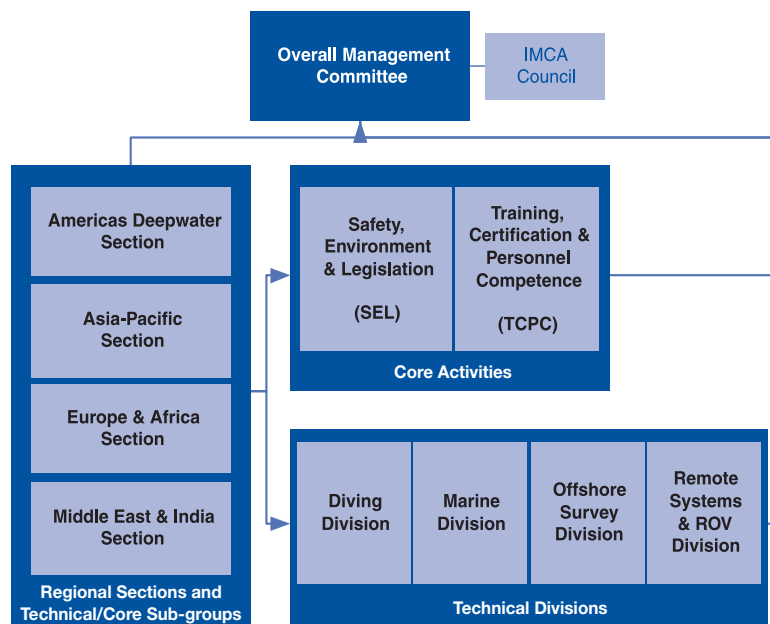 Overall Management
Committee
IMCA
Council
Americas Deepwater
Section
Asia-Pacific
Section
Europe & Africa
Section
Middle East & India
Section
Regional Sections and
Technical/Core Sub-groups
Safety,
Environment
& Legislation
(SEL)
Training,
Certification &
Personnel
Competence
(TCPC)
Core Activities
Diving
Division
Marine
Division
Offshore
Survey
Division
Remote
Systems
& ROV
Division
Technical Divisions